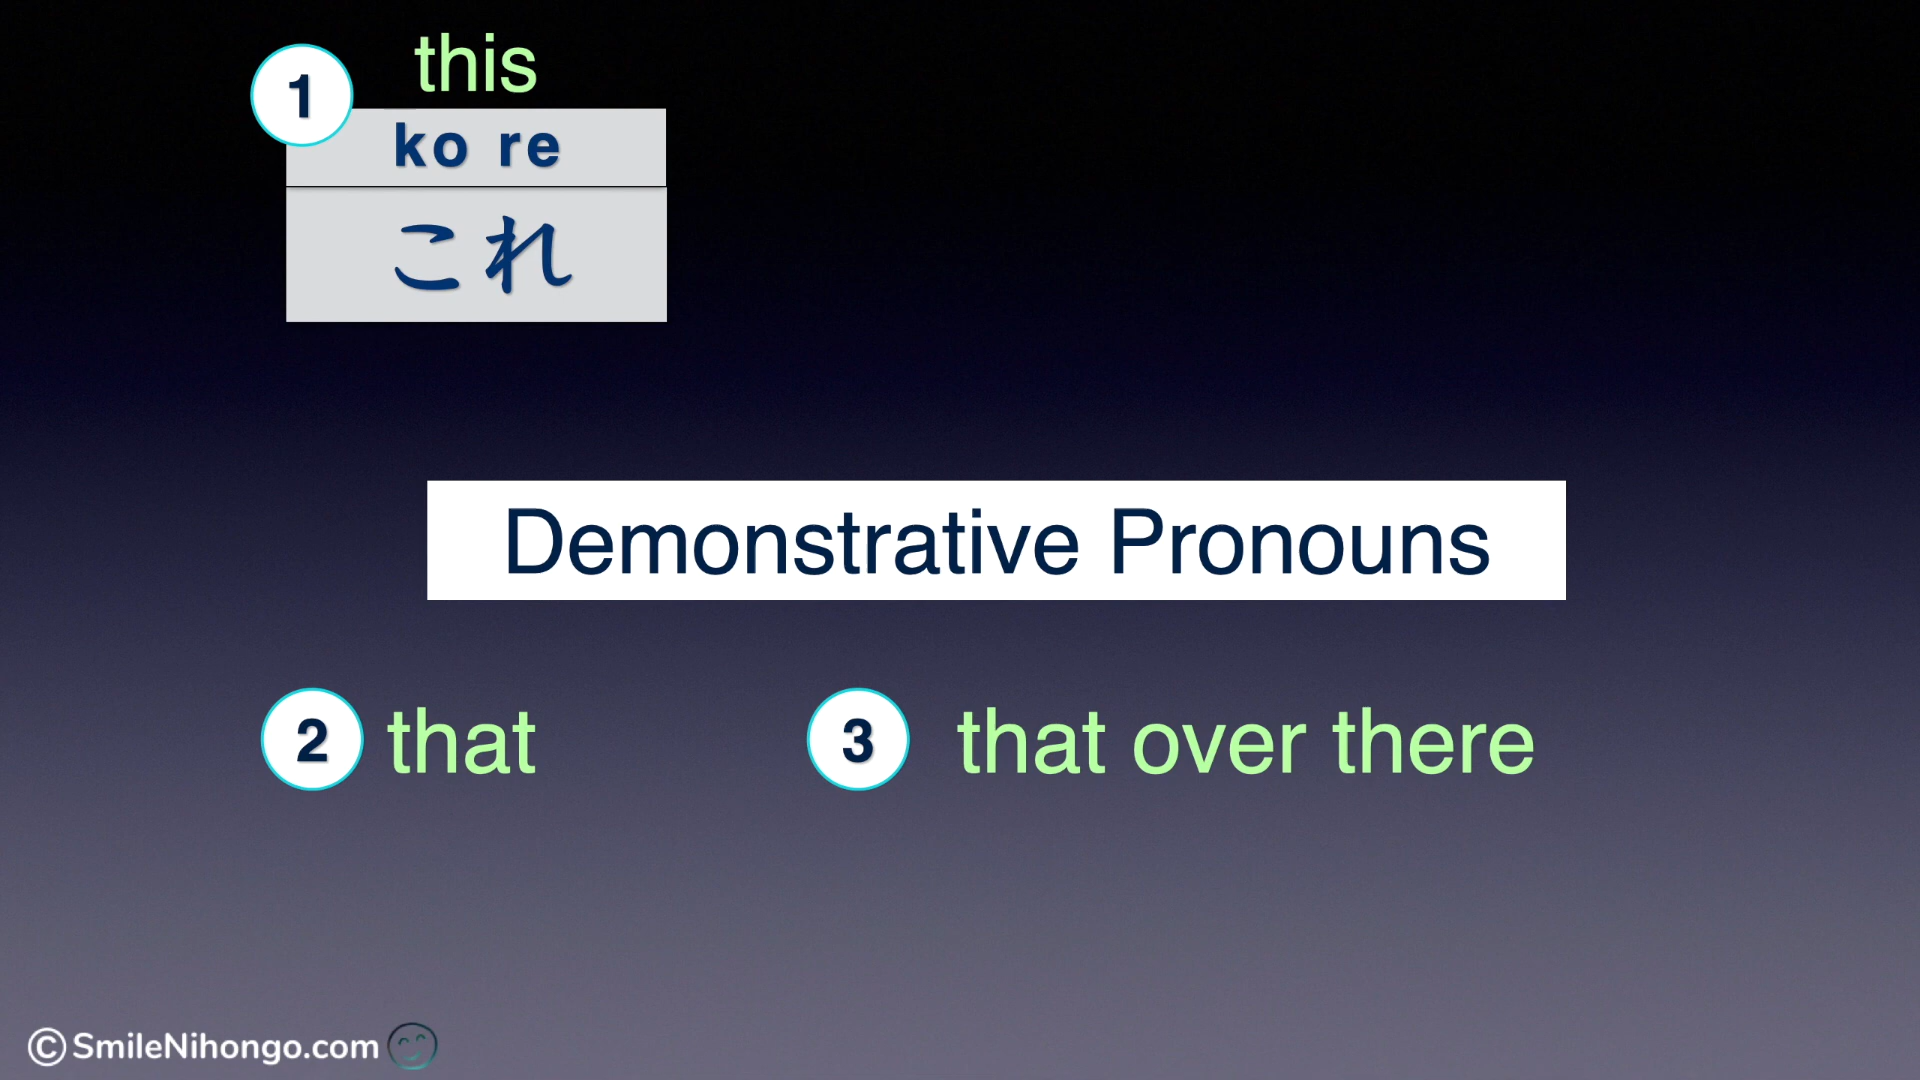 1 this
ko re
これ
Demonstrative Pronouns
2 that
3 that over there
©SmileNihongo.com